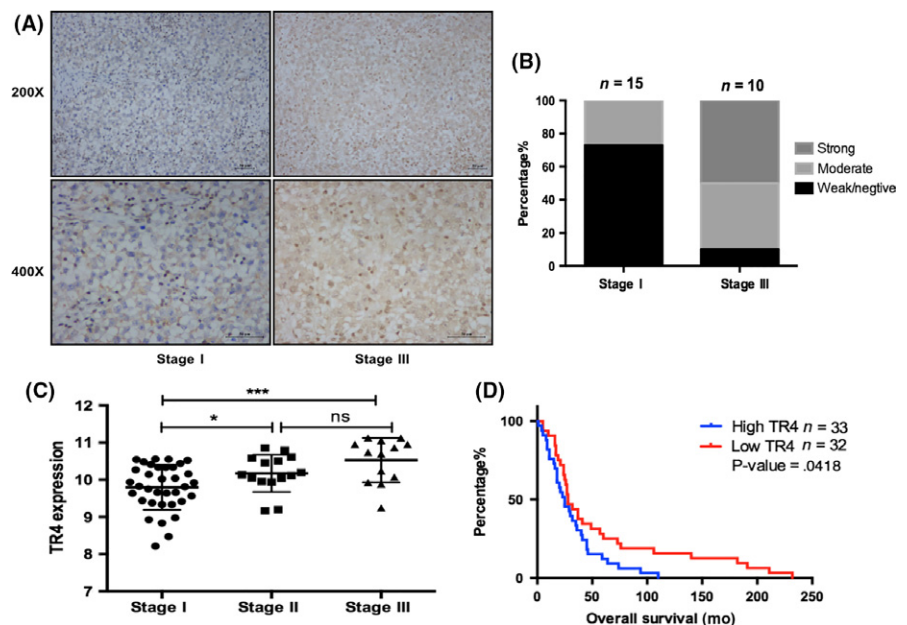 (A)
200X
400X
Stage I Stage III
(B)
n = 15 n = 10
Percentage%
100
80
60
40
20
0
Stage I Stage III
Strong
Moderate
Weak/negtive
(C)
TR4 expression
12
11
10
9
8
7
***
* ns
Stage I Stage II Stage III
(D)
Percentage%
100
50
0
0 50 100 150 200 250
Overall survival (mo)
High TR4 n = 33
Low TR4 n = 32
P-value = .0418